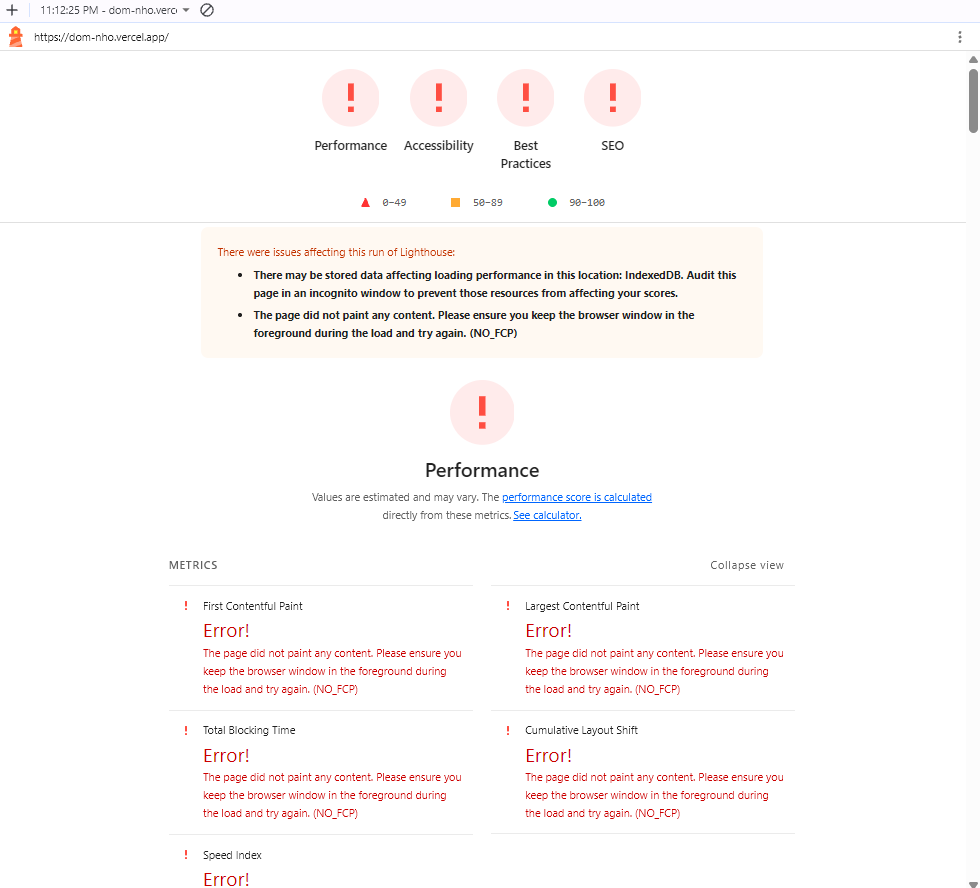 11:12:25 PM - dom-nho.verc
https://dom-nho.vercel.app/
Performance
Accessibility
Best
Practices
SEO
0–49
50–89
90–100
There were issues affecting this run of Lighthouse:
There may be stored data affecting loading performance in this location: IndexedDB. Audit this
page in an incognito window to prevent those resources from affecting your scores.
The page did not paint any content. Please ensure you keep the browser window in the
foreground during the load and try again. (NO_FCP)
Performance
Values are estimated and may vary. The performance score is calculated
directly from these metrics. See calculator.
METRICS
Collapse view
First Contentful Paint
Error!
The page did not paint any content. Please ensure you
keep the browser window in the foreground during
the load and try again. (NO_FCP)
Largest Contentful Paint
Error!
The page did not paint any content. Please ensure you
keep the browser window in the foreground during
the load and try again. (NO_FCP)
Total Blocking Time
Error!
The page did not paint any content. Please ensure you
keep the browser window in the foreground during
the load and try again. (NO_FCP)
Cumulative Layout Shift
Error!
The page did not paint any content. Please ensure you
keep the browser window in the foreground during
the load and try again. (NO_FCP)
Speed Index
Error!